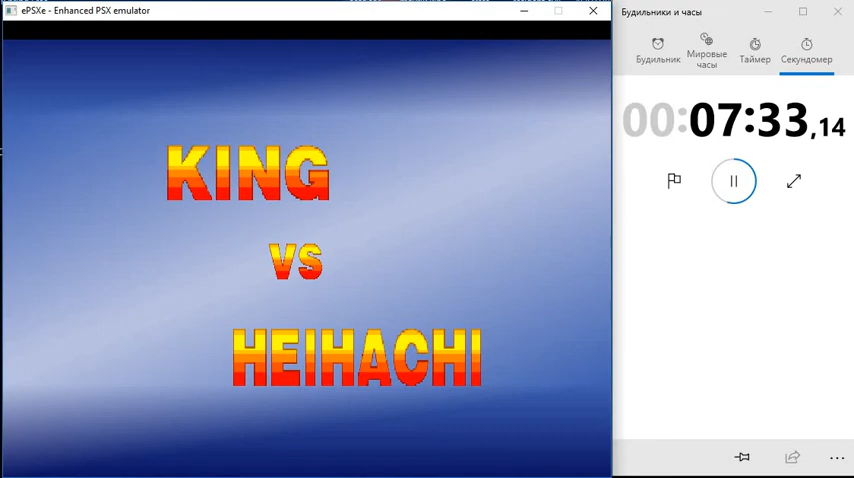 ePSXe - Enhanced PSX emulator
KING
VS
HEIHACHI
Будильники и часы
Будильник
Мировые часы
Таймер
Секундомер
00:07:33,14